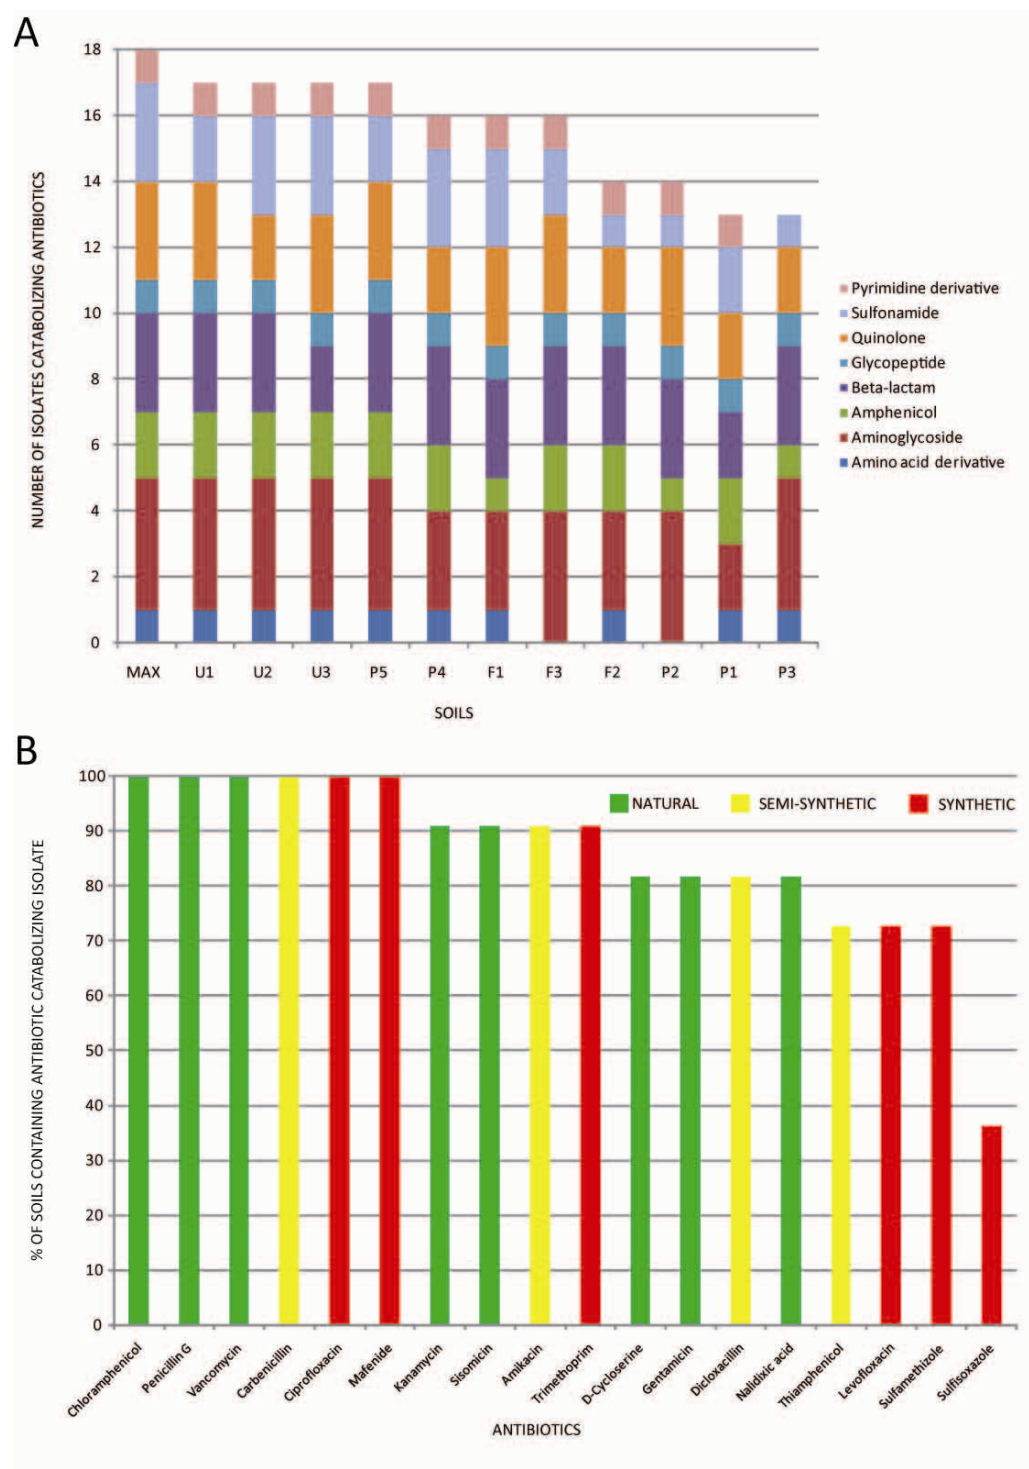 A
NUMBER OF ISOLATES CATABOLIZING ANTIBIOTICS
18
16
14
12
10
8
6
4
2
0
MAX U1 U2 U3 P5 P4 F1 F3 F2 P2 P1 P3
SOILS
Pyrimidine derivative
Sulfonamide
Quinolone
Glycopeptide
Beta-lactam
Amphenicol
Aminoglycoside
Amino acid derivative
B
% OF SOILS CONTAINING ANTIBIOTIC CATABOLIZING ISOLATE
100
90
80
70
60
50
40
30
20
10
0
NATURAL SEMI-SYNTHETIC SYNTHETIC
Chloramphenicol
Penicillin G
Vancomycin
Carbenicillin
Ciprofloxacin
Mafenide
Kanamycin
Sisomicin
Amikacin
Trimethoprim
D-Cycloserine
Gentamicin
Dicloxacillin
Nalidixic acid
Thiamphenicol
Levofloxacin
Sulfamethizole
Sulfisoxazole
ANTIBIOTICS